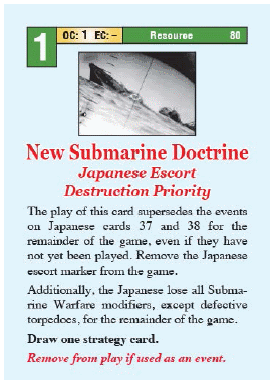 1 OC: 1 EC: – Resource 80
New Submarine Doctrine
Japanese Escort
Destruction Priority
The play of this card supersedes the events
on Japanese cards 37 and 38 for the
remainder of the game, even if they have
not yet been played. Remove the Japanese
escort marker from the game.
Additionally, the Japanese lose all Subma-
rine Warfare modifiers, except defective
torpedoes, for the remainder of the game.
Draw one strategy card.
Remove from play if used as an event.